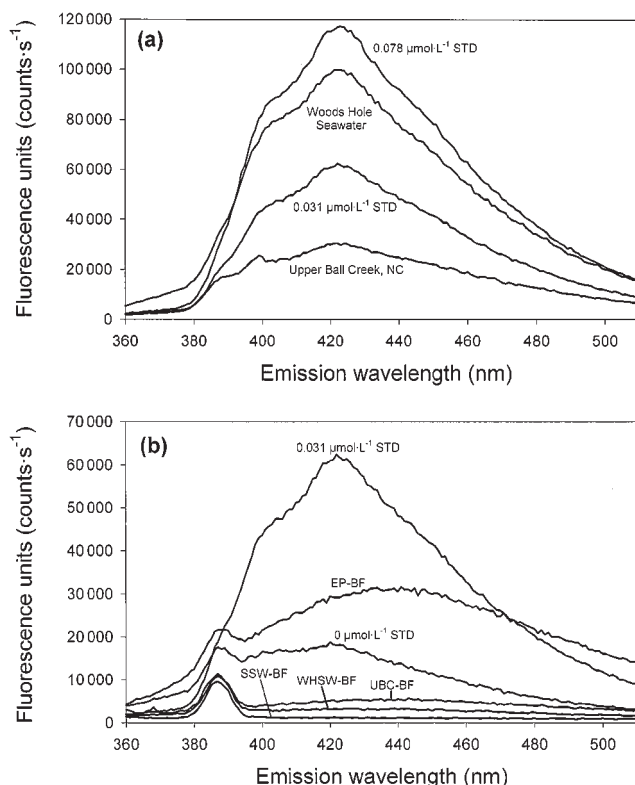 (a)
Fluorescence units (counts·s⁻¹)
120 000
100 000
80 000
60 000
40 000
20 000
0
0.078 µmol·L⁻¹ STD
Woods Hole
Seawater
0.031 µmol·L⁻¹ STD
Upper Ball Creek, NC
360 380 400 420 440 460 480 500
Emission wavelength (nm)
(b)
Fluorescence units (counts·s⁻¹)
70 000
60 000
50 000
40 000
30 000
20 000
10 000
0
0.031 µmol·L⁻¹ STD
EP-BF
0 µmol·L⁻¹ STD
SSW-BF
WHSW-BF
UBC-BF
360 380 400 420 440 460 480 500
Emission wavelength (nm)